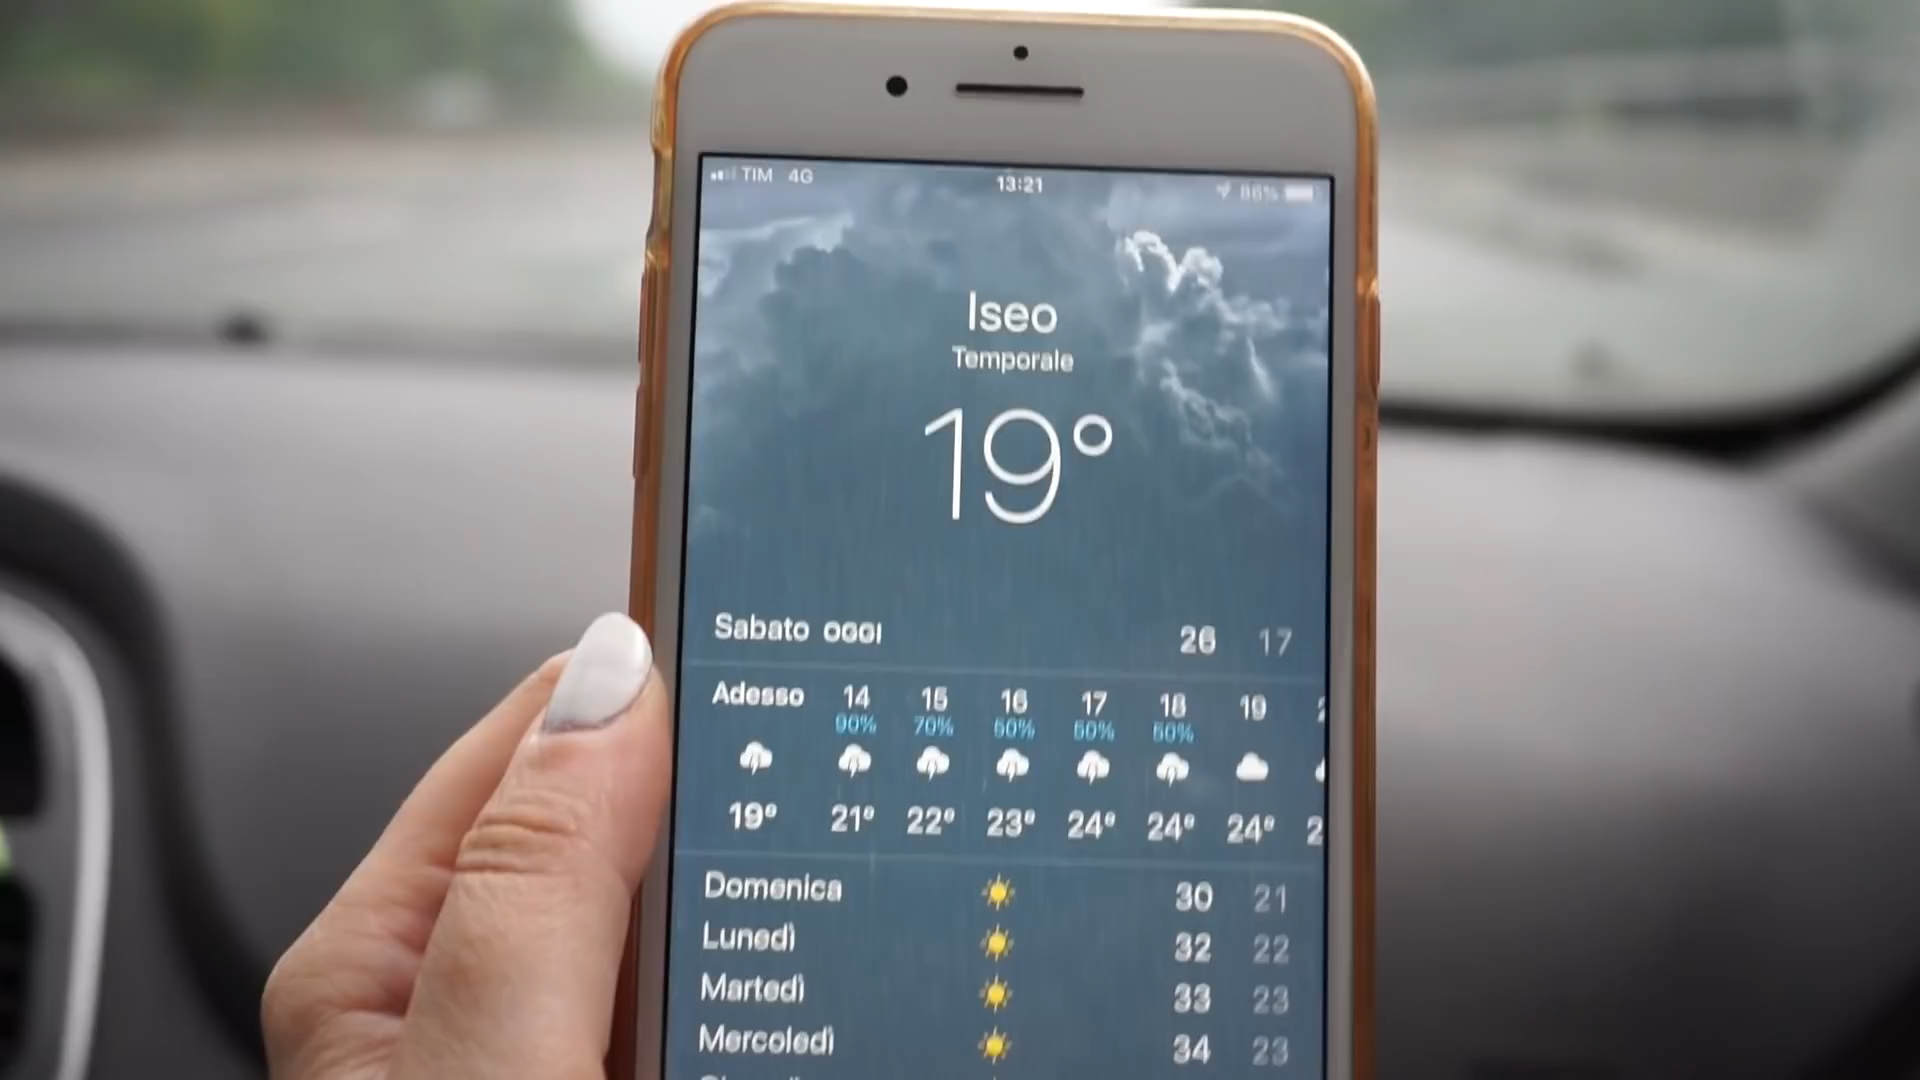 TIM 4G 13:21 86%
Iseo
Temporale
19°
Sabato OGGI 26 17
Adesso 14 15 16 17 18 19
90% 70% 50% 50% 50%
19° 21° 22° 23° 24° 24° 24°
Domenica 30 21
Lunedì 32 22
Martedì 33 23
Mercoledì 34 23